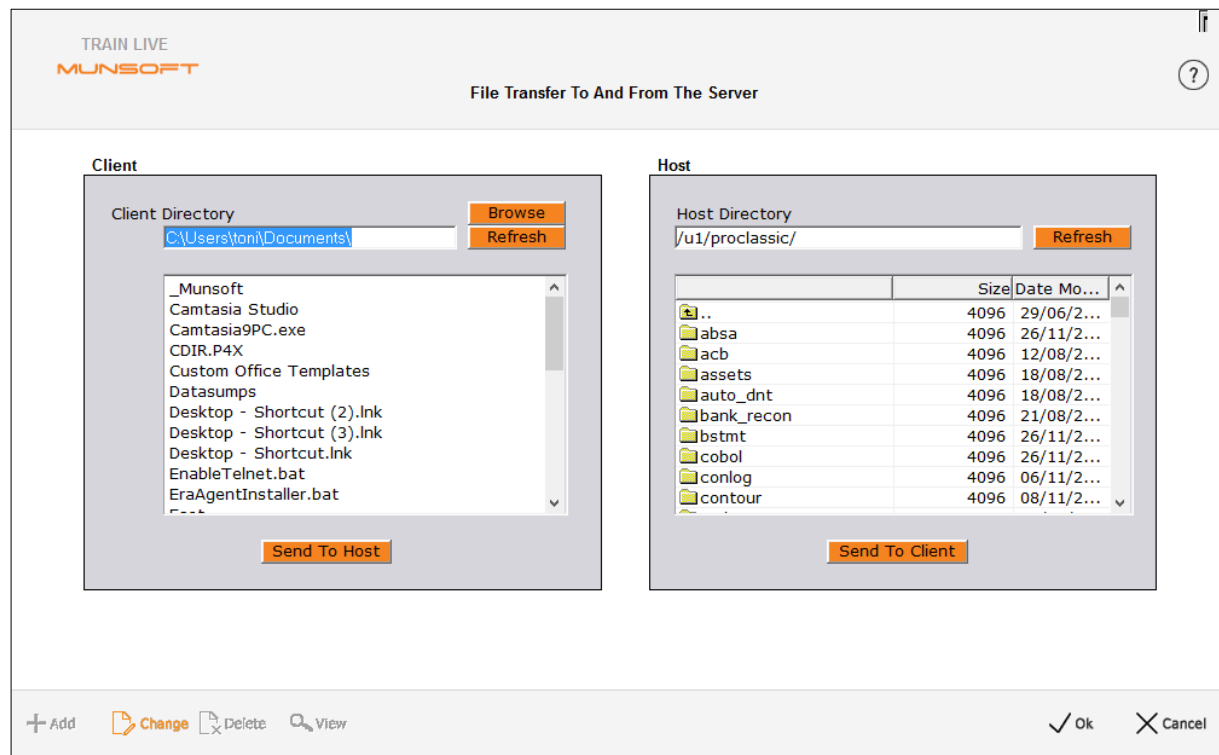 TRAIN LIVE
MUNSOFT
File Transfer To And From The Server
?
Client
Client Directory
Browse
C:\Users\toni\Documents\
Refresh
_Munsoft
Camtasia Studio
Camtasia9PC.exe
CDIR.P4X
Custom Office Templates
Datasumps
Desktop - Shortcut (2).lnk
Desktop - Shortcut (3).lnk
Desktop - Shortcut.lnk
EnableTelnet.bat
EraAgentInstaller.bat
Send To Host
Host
Host Directory
/u1/proclassic/
Refresh
Size Date Mo...
.. 4096 29/06/2...
absa 4096 26/11/2...
acb 4096 12/08/2...
assets 4096 18/08/2...
auto_dnt 4096 18/08/2...
bank_recon 4096 21/08/2...
bstmt 4096 26/11/2...
cobol 4096 26/11/2...
conlog 4096 06/11/2...
contour 4096 08/11/2...
Send To Client
Add Change Delete View Ok Cancel